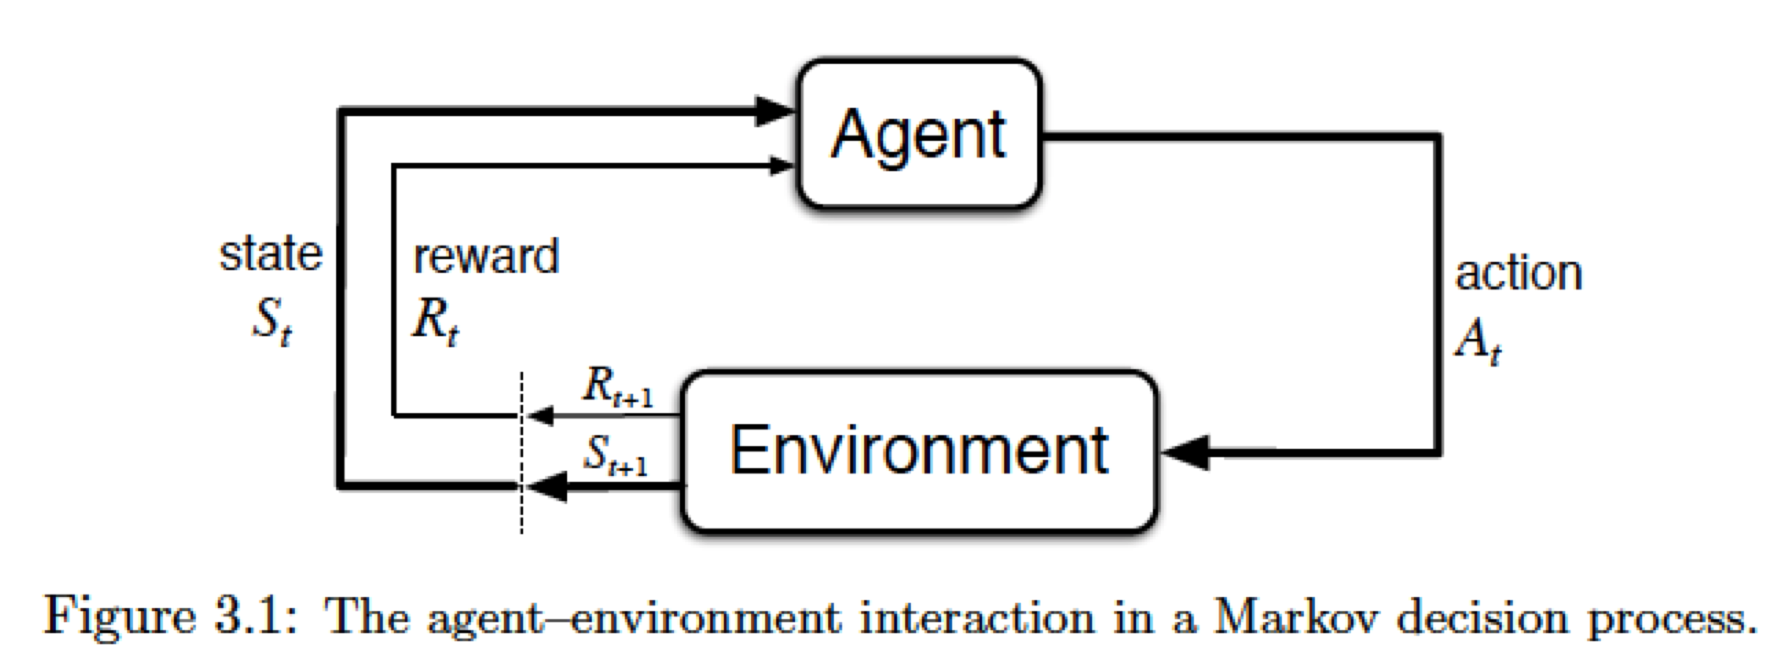 Agent
state
S_t
reward
R_t
action
A_t
R_{t+1}
S_{t+1}
Environment
Figure 3.1: The agent–environment interaction in a Markov decision process.